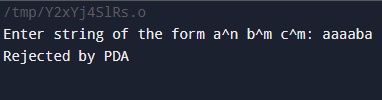 /tmp/Y2xYj4SlRs.o
Enter string of the form a^n b^m c^m: aaaaba
Rejected by PDA